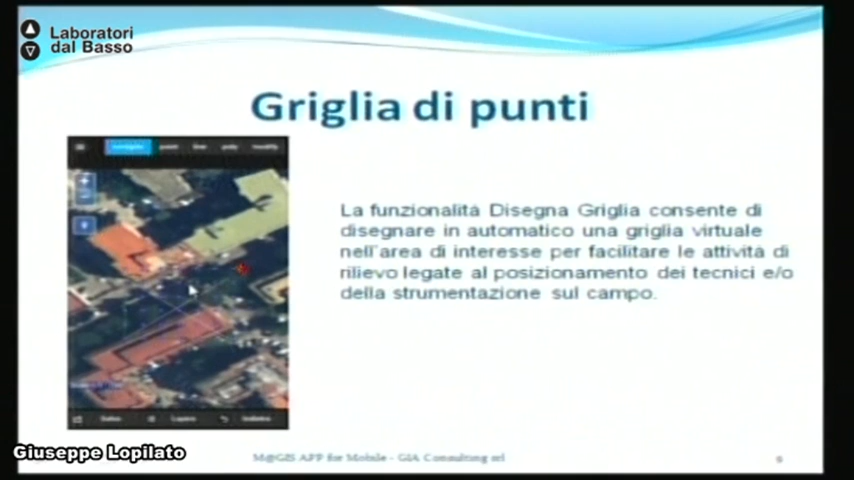 Laboratori
dal Basso
Griglia di punti
La funzionalità Disegna Griglia consente di
disegnare in automatico una griglia virtuale
nell'area di interesse per facilitare le attività di
rilievo legate al posizionamento dei tecnici e/o
della strumentazione sul campo.
Giuseppe Lopilato
M@GIS APP for Mobile - GIA Consulting srl